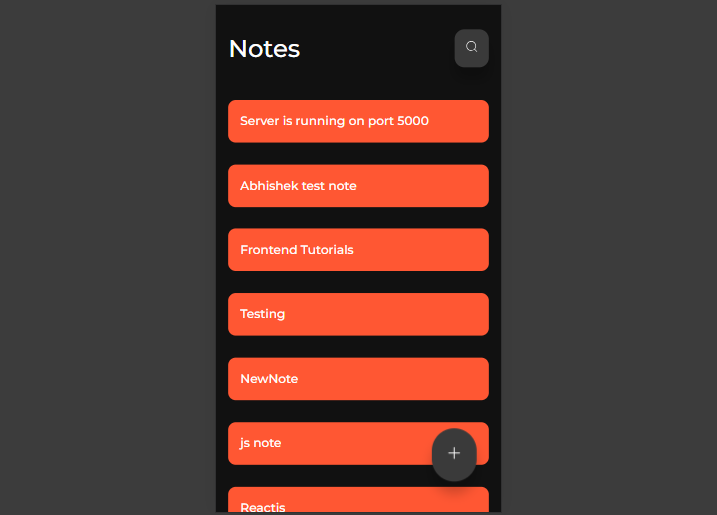 Notes
Server is running on port 5000
Abhishek test note
Frontend Tutorials
Testing
NewNote
js note
Reactjs